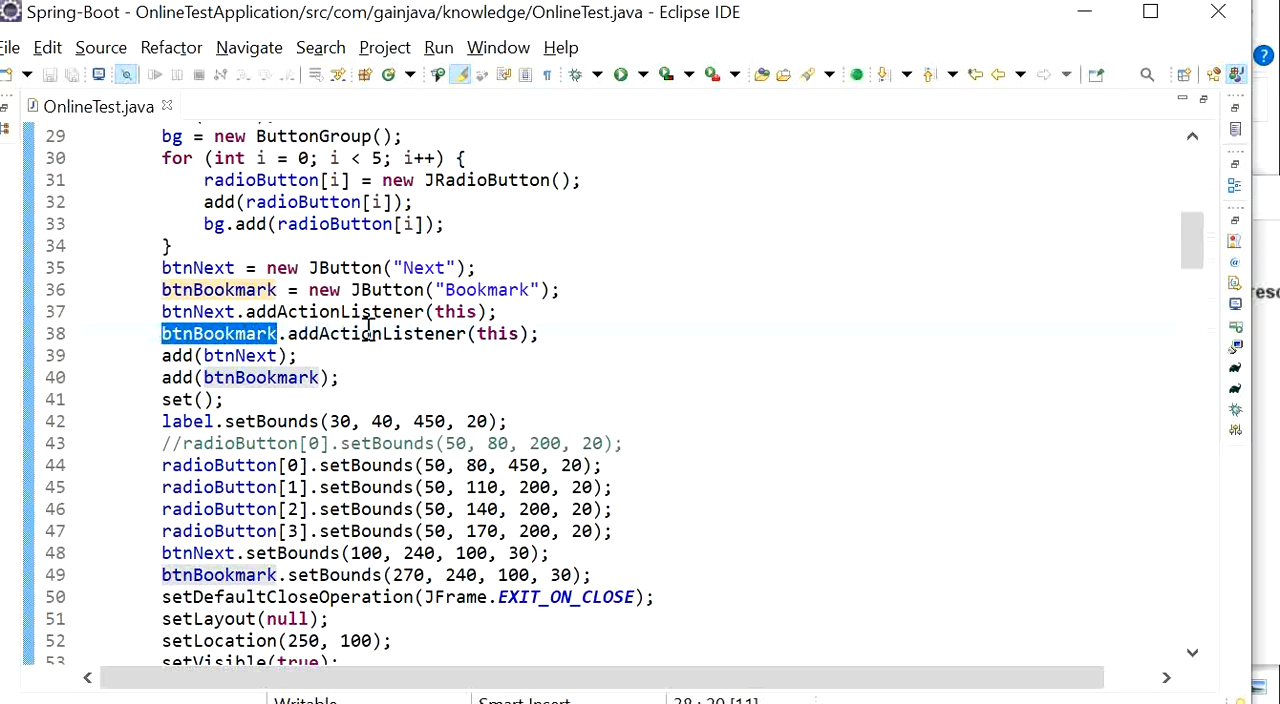 Spring-Boot - OnlineTestApplication/src/com/gainjava/knowledge/OnlineTest.java - Eclipse IDE
File Edit Source Refactor Navigate Search Project Run Window Help
OnlineTest.java
29 bg = new ButtonGroup();
30 for (int i = 0; i < 5; i++) {
31 radioButton[i] = new JRadioButton();
32 add(radioButton[i]);
33 bg.add(radioButton[i]);
34 }
35 btnNext = new JButton("Next");
36 btnBookmark = new JButton("Bookmark");
37 btnNext.addActionListener(this);
38 btnBookmark.addActionListener(this);
39 add(btnNext);
40 add(btnBookmark);
41 set();
42 label.setBounds(30, 40, 450, 20);
43 //radioButton[0].setBounds(50, 80, 200, 20);
44 radioButton[0].setBounds(50, 80, 450, 20);
45 radioButton[1].setBounds(50, 110, 200, 20);
46 radioButton[2].setBounds(50, 140, 200, 20);
47 radioButton[3].setBounds(50, 170, 200, 20);
48 btnNext.setBounds(100, 240, 100, 30);
49 btnBookmark.setBounds(270, 240, 100, 30);
50 setDefaultCloseOperation(JFrame.EXIT_ON_CLOSE);
51 setLayout(null);
52 setLocation(250, 100);
53 setVisible(true);
Writable Smart Insert 38 : 20 [11]